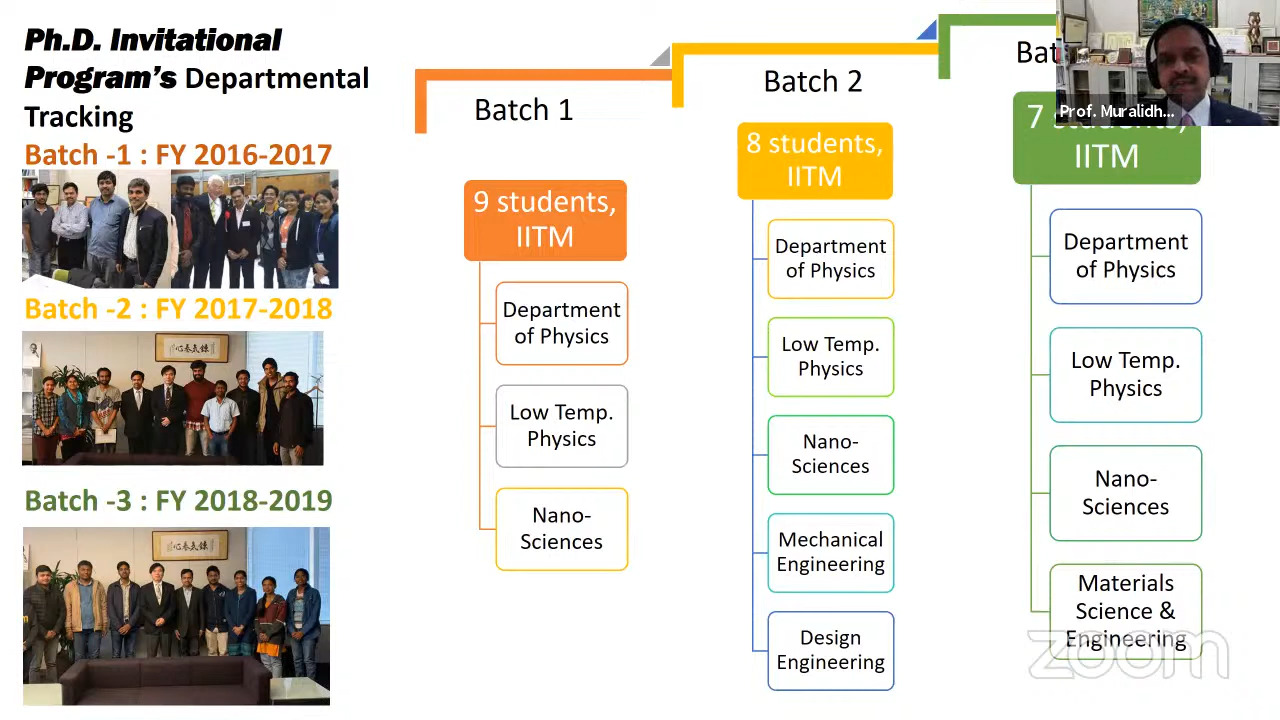 Ph.D. Invitational
Program's Departmental
Tracking
Batch -1 : FY 2016-2017
Batch -2 : FY 2017-2018
Batch -3 : FY 2018-2019
Batch 1
9 students,
IITM
Department
of Physics
Low Temp.
Physics
Nano-
Sciences
Batch 2
8 students,
IITM
Department
of Physics
Low Temp.
Physics
Nano-
Sciences
Mechanical
Engineering
Design
Engineering
7 students,
IITM
Department
of Physics
Low Temp.
Physics
Nano-
Sciences
Materials
Science &
Engineering
Prof. Muralidh...
zoom